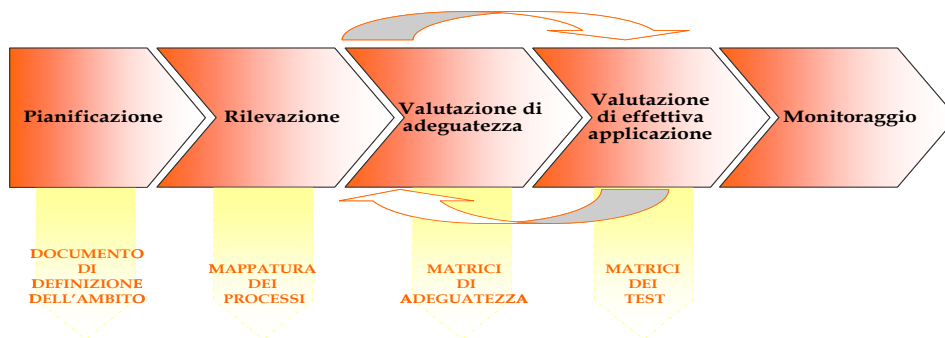 Pianificazione
Rilevazione
Valutazione di
adeguatezza
Valutazione
di effettiva
applicazione
Monitoraggio
DOCUMENTO
DI
DEFINIZIONE
DELL'AMBITO
MAPPATURA
DEI
PROCESSI
MATRICI
DI
ADEGUATEZZA
MATRICI
DEI
TEST